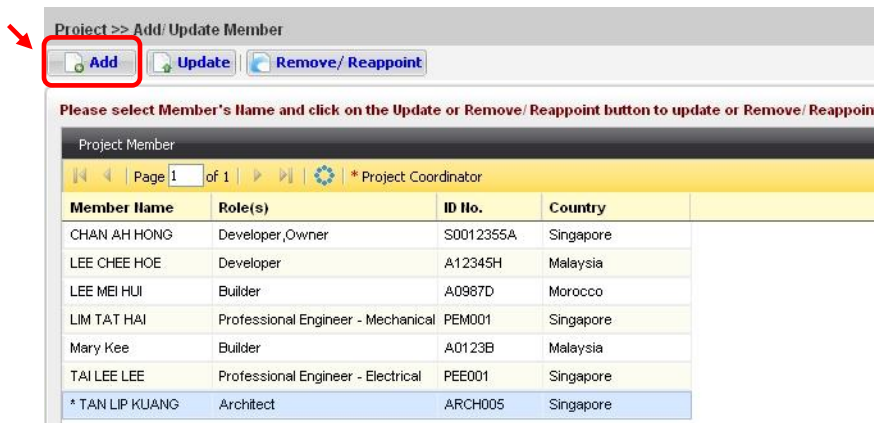 Project >> Add/ Update Member
Add Update Remove/ Reappoint
Please select Member's Name and click on the Update or Remove/ Reappoint button to update or Remove/ Reappoin
Project Member
Page 1 of 1 * Project Coordinator
Member Name Role(s) ID No. Country
CHAN AH HONG Developer,Owner S0012355A Singapore
LEE CHEE HOE Developer A12345H Malaysia
LEE MEI HUI Builder A0987D Morocco
LIM TAT HAI Professional Engineer - Mechanical PEM001 Singapore
Mary Kee Builder A0123B Malaysia
TAI LEE LEE Professional Engineer - Electrical PEE001 Singapore
* TAN LIP KUANG Architect ARCH005 Singapore